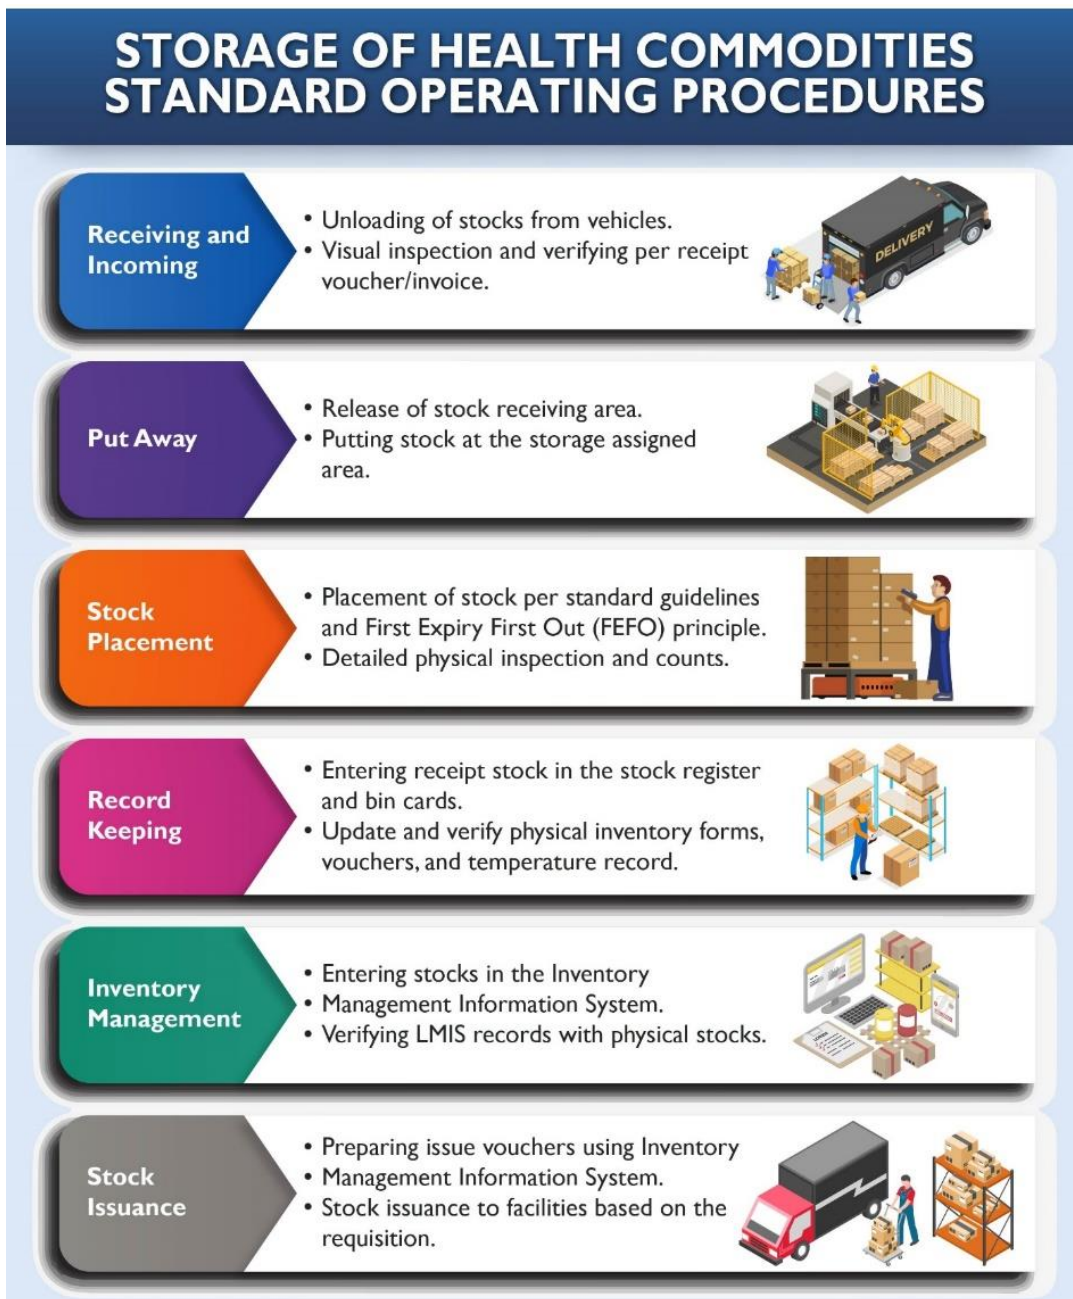 STORAGE OF HEALTH COMMODITIES
STANDARD OPERATING PROCEDURES
Receiving and
Incoming
• Unloading of stocks from vehicles.
• Visual inspection and verifying per receipt
voucher/invoice.
DELIVERY
Put Away
• Release of stock receiving area.
• Putting stock at the storage assigned
area.
Stock
Placement
• Placement of stock per standard guidelines
and First Expiry First Out (FEFO) principle.
• Detailed physical inspection and counts.
Record
Keeping
• Entering receipt stock in the stock register
and bin cards.
• Update and verify physical inventory forms,
vouchers, and temperature record.
Inventory
Management
• Entering stocks in the Inventory
• Management Information System.
• Verifying LMIS records with physical stocks.
Stock
Issuance
• Preparing issue vouchers using Inventory
• Management Information System.
• Stock issuance to facilities based on the
requisition.